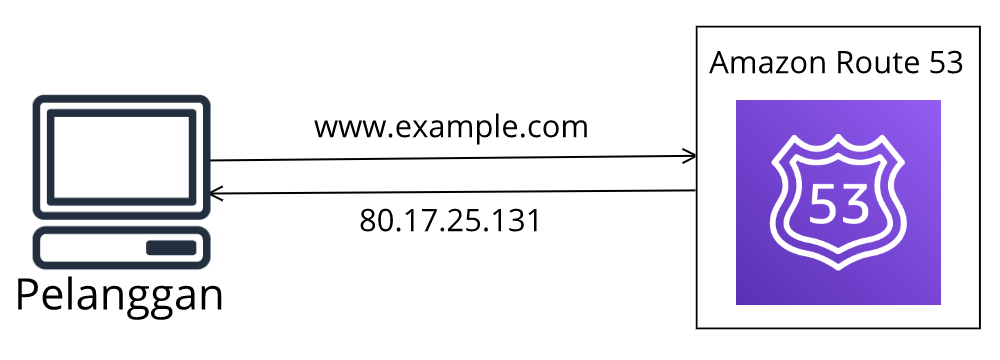 Amazon Route 53
www.example.com
53
80.17.25.131
Pelanggan